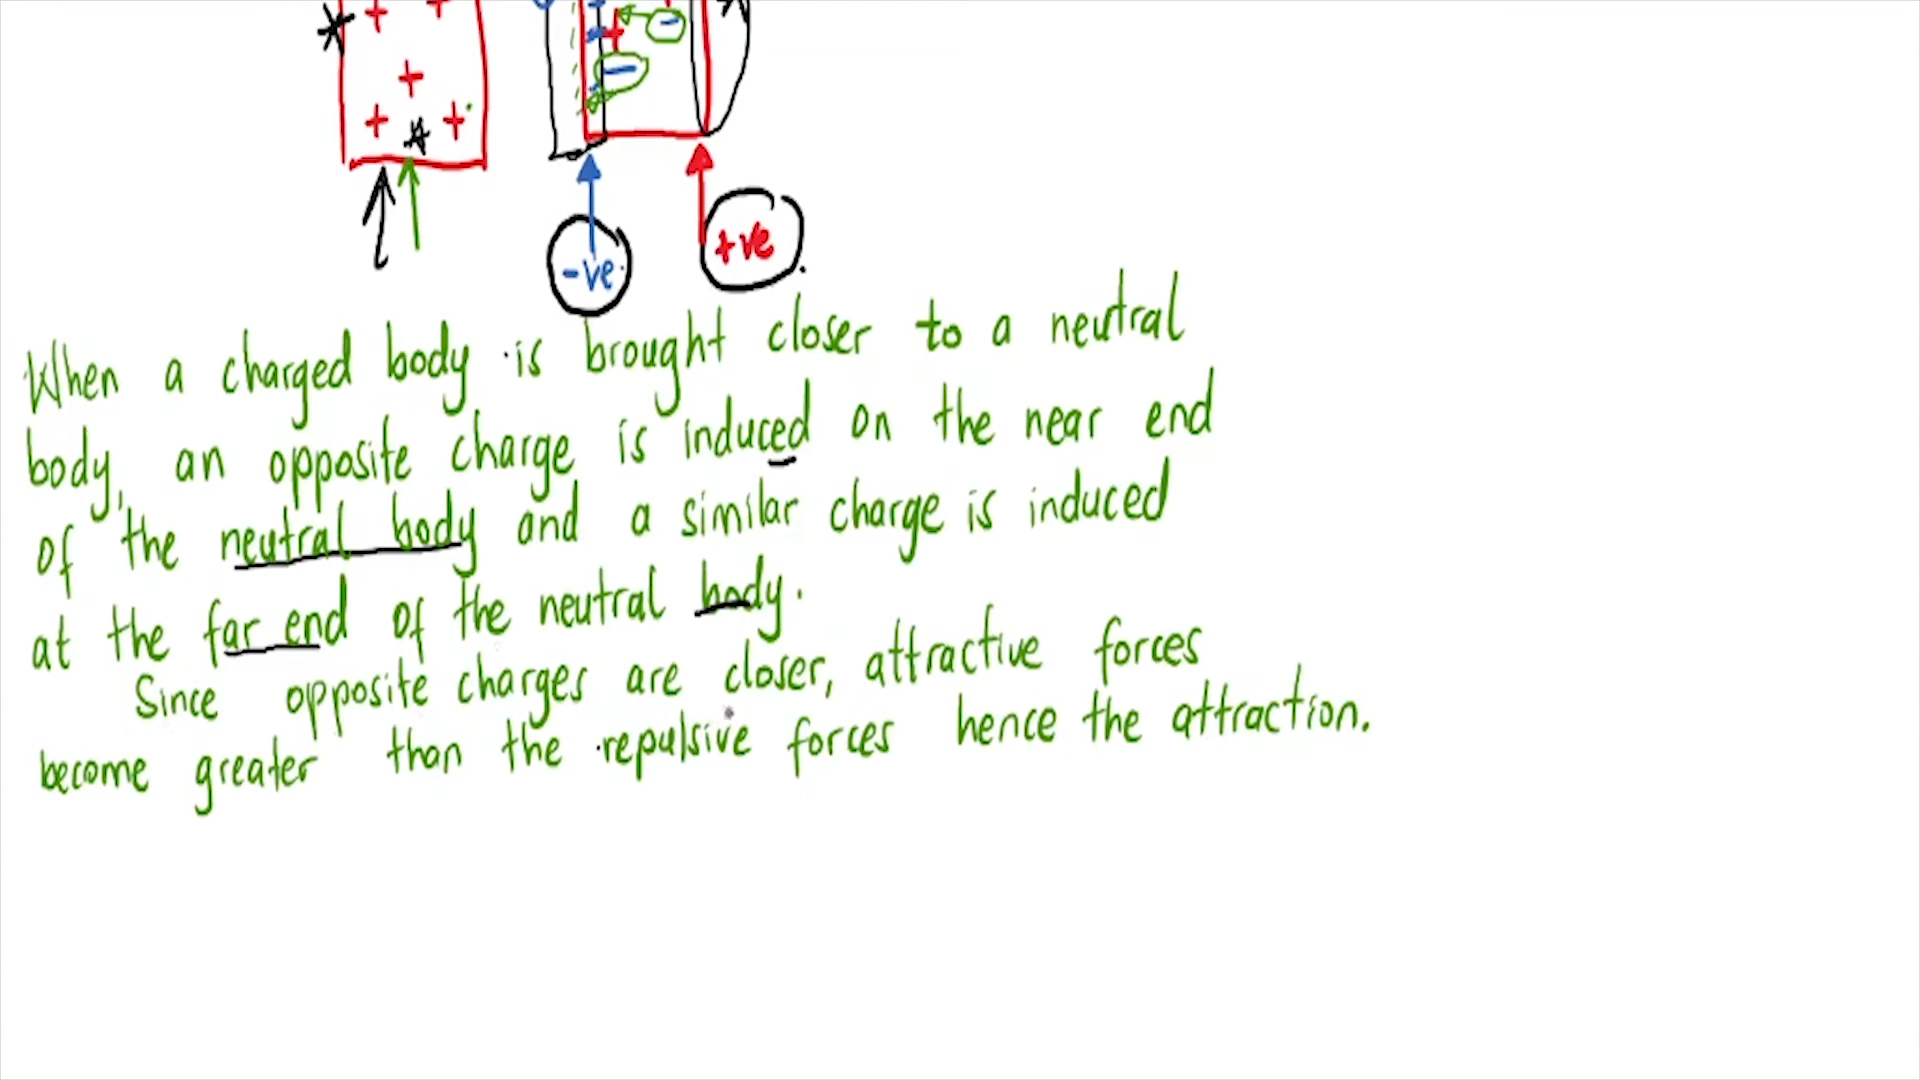 -ve
+ve
When a charged body is brought closer to a neutral
body, an opposite charge is induced on the near end
of the neutral body and a similar charge is induced
at the far end of the neutral body.
Since opposite charges are closer, attractive forces
become greater than the repulsive forces hence the attraction.